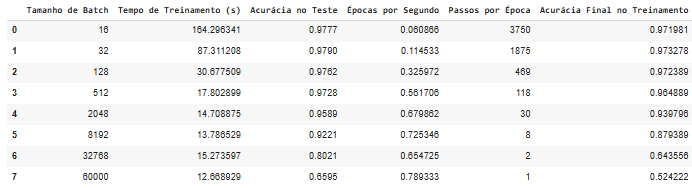 Tamanho de Batch Tempo de Treinamento (s) Acurácia no Teste Épocas por Segundo Passos por Época Acurácia Final no Treinamento
0 16 164.296341 0.9777 0.060866 3750 0.971981
1 32 87.311208 0.9790 0.114533 1875 0.973278
2 128 30.677509 0.9762 0.325972 469 0.972389
3 512 17.802899 0.9728 0.561706 118 0.964889
4 2048 14.708875 0.9589 0.679862 30 0.939796
5 8192 13.786529 0.9221 0.725346 8 0.879389
6 32768 15.273597 0.8021 0.654725 2 0.643556
7 60000 12.668929 0.6595 0.789333 1 0.524222